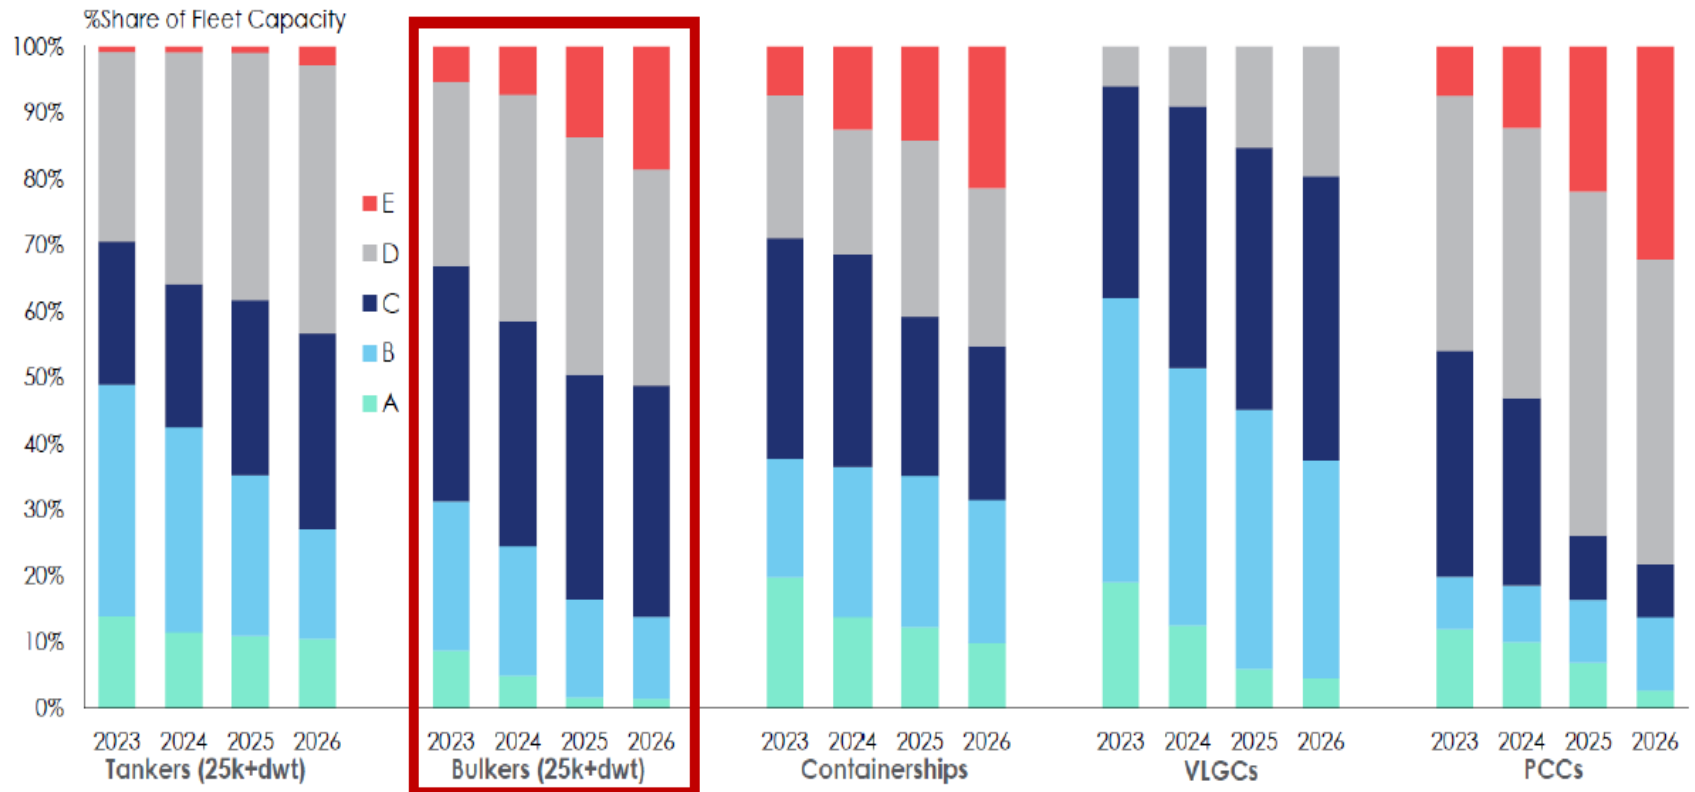 %Share of Fleet Capacity
100%
90%
80%
70%
60%
50%
40%
30%
20%
10%
0%
E
D
C
B
A
2023 2024 2025 2026
Tankers (25k+dwt)
2023 2024 2025 2026
Bulkers (25k+dwt)
2023 2024 2025 2026
Containerships
2023 2024 2025 2026
VLGCs
2023 2024 2025 2026
PCCs